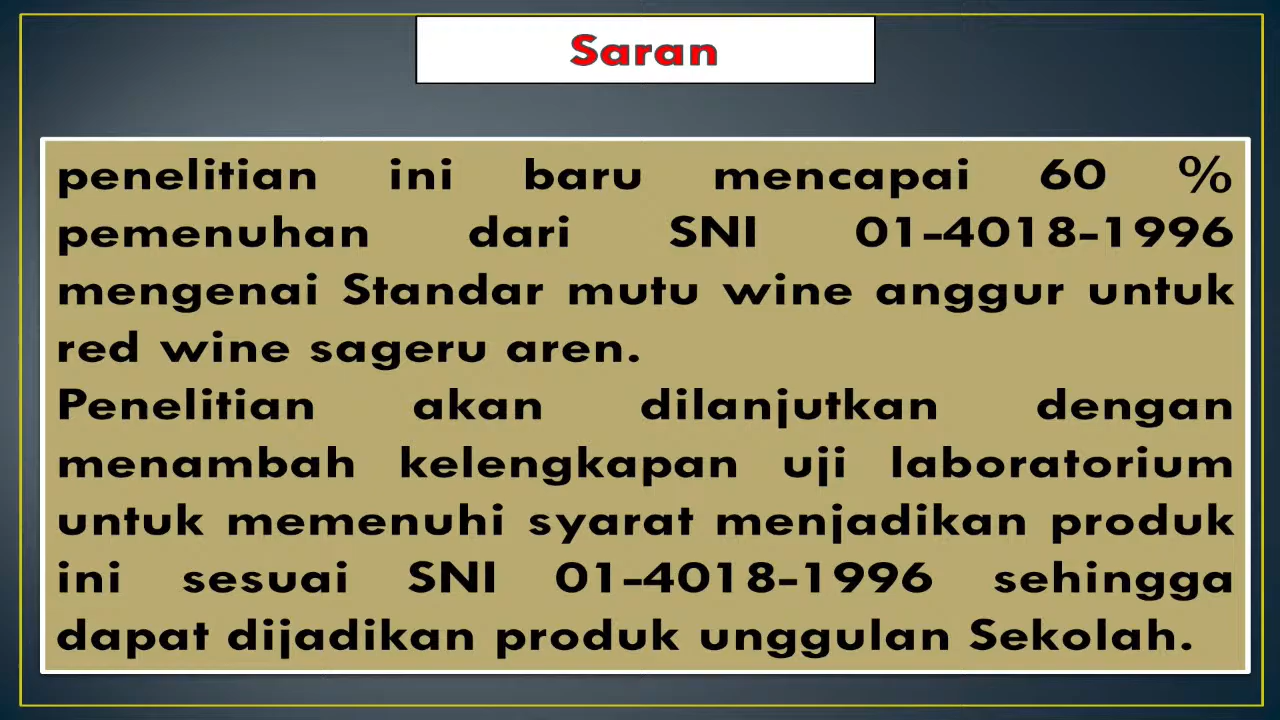 Saran
penelitian ini baru mencapai 60 %
pemenuhan dari SNI 01-4018-1996
mengenai Standar mutu wine anggur untuk
red wine sageru aren.
Penelitian akan dilanjutkan dengan
menambah kelengkapan uji laboratorium
untuk memenuhi syarat menjadikan produk
ini sesuai SNI 01-4018-1996 sehingga
dapat dijadikan produk unggulan Sekolah.